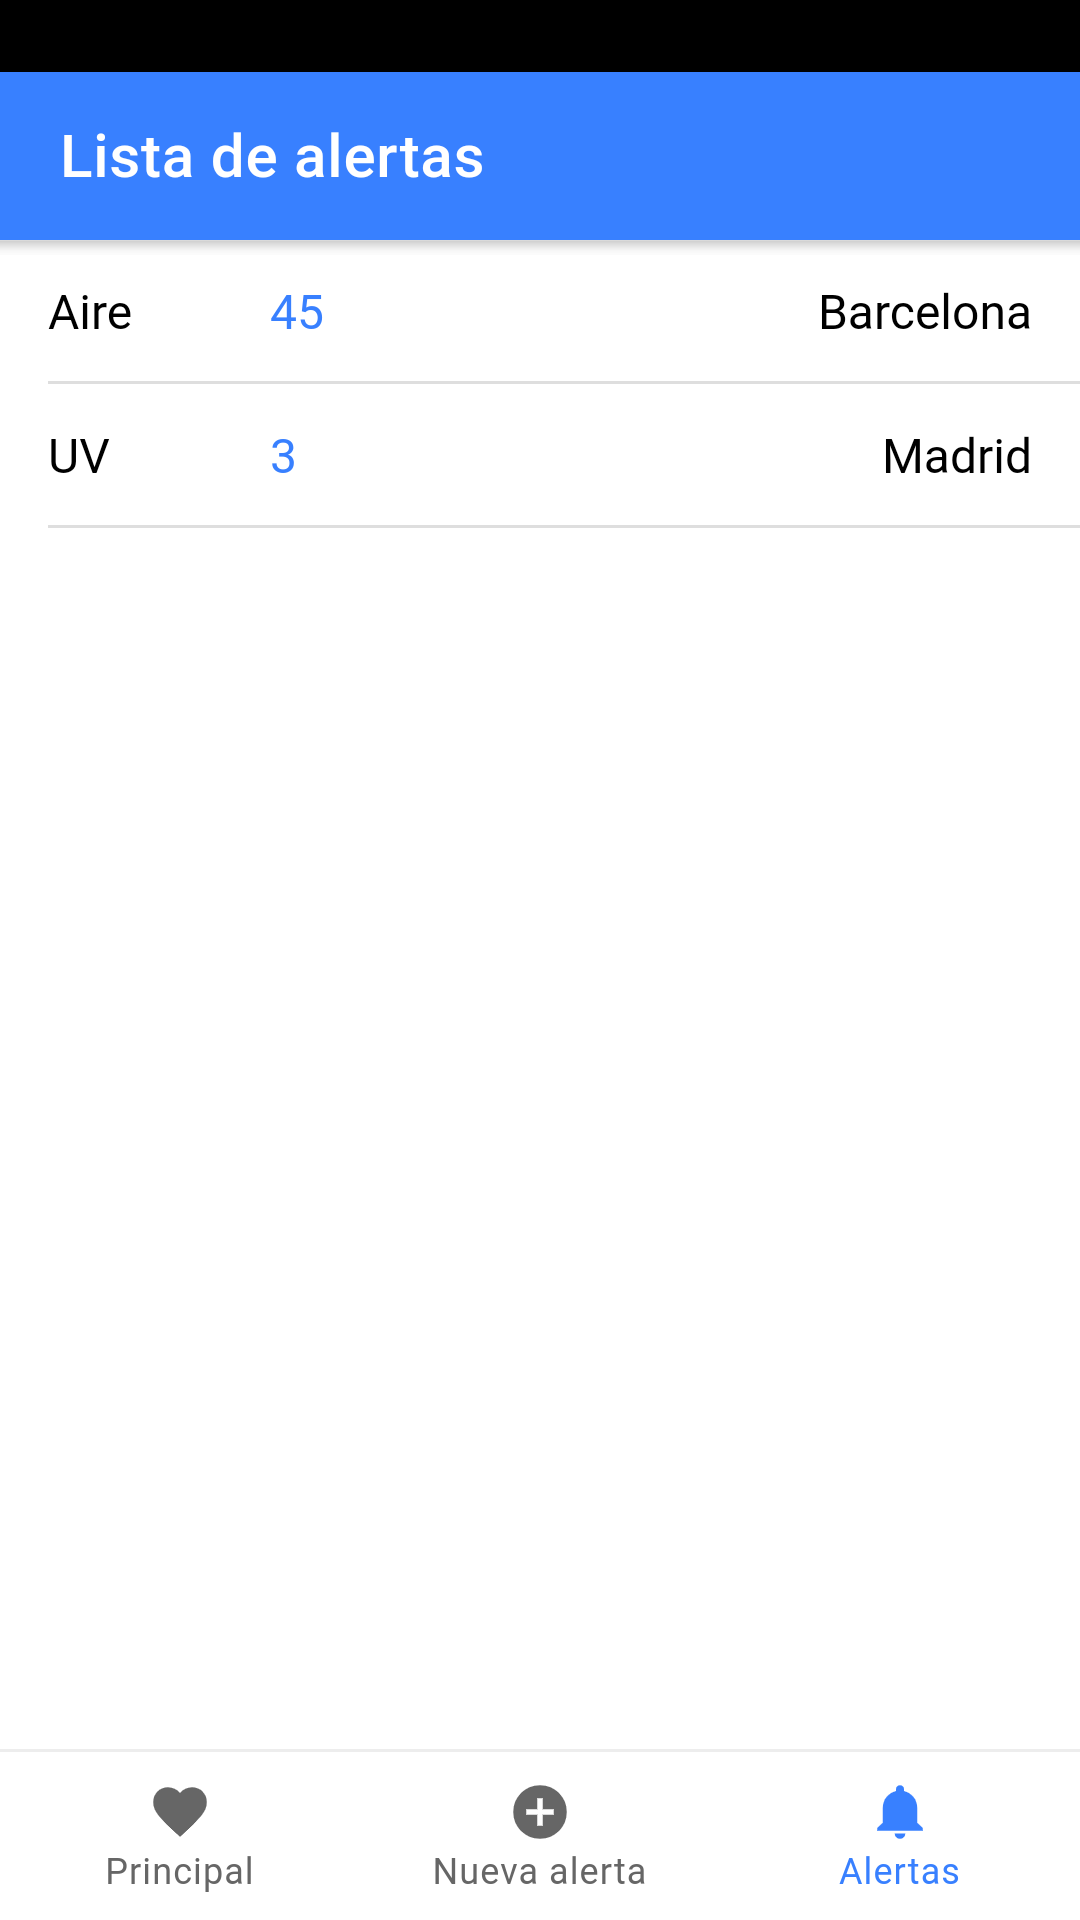 Lista de alertas
Aire 45 Barcelona
UV 3 Madrid
Principal Nueva alerta Alertas